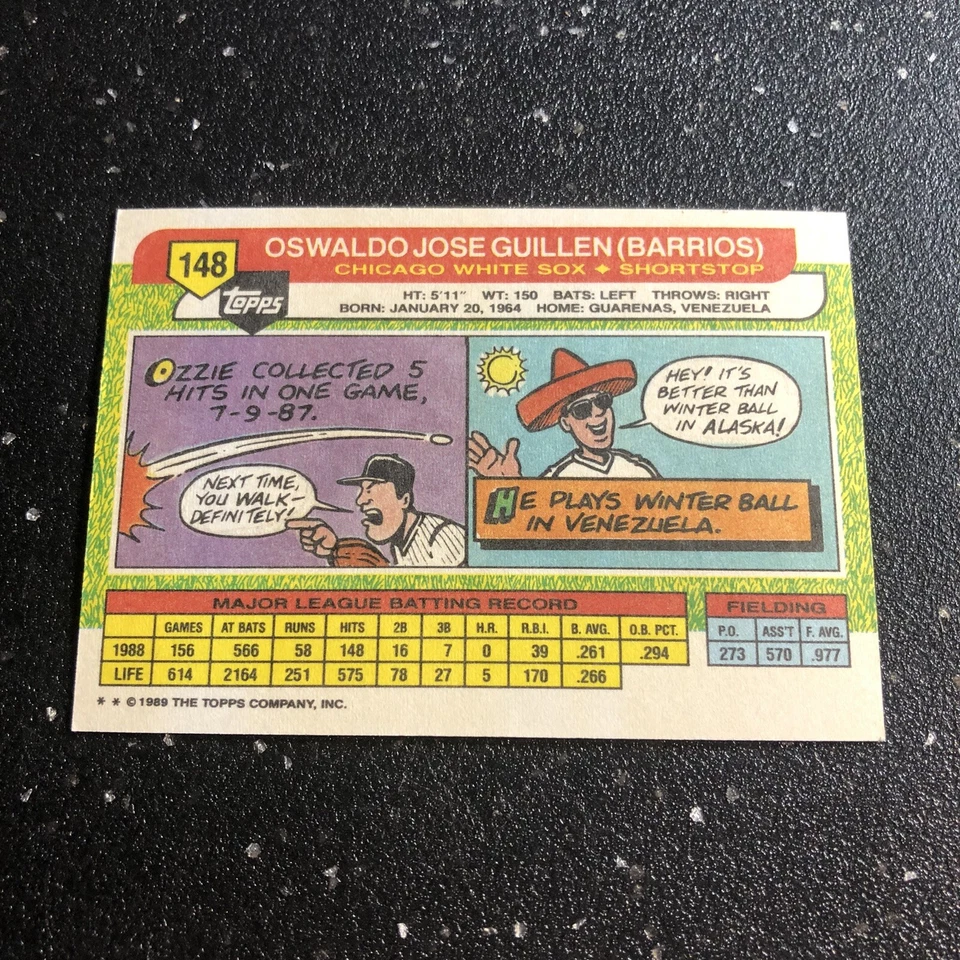 148
OSWALDO JOSE GUILLEN (BARRIOS)
CHICAGO WHITE SOX ✦ SHORTSTOP
topps
HT: 5'11" WT: 150 BATS: LEFT THROWS: RIGHT
BORN: JANUARY 20, 1964 HOME: GUARENAS, VENEZUELA
OZZIE COLLECTED 5
HITS IN ONE GAME,
7-9-87.
NEXT TIME,
YOU WALK—
DEFINITELY!
HEY! IT'S
BETTER THAN
WINTER BALL
IN ALASKA!
HE PLAYS WINTER BALL
IN VENEZUELA.
MAJOR LEAGUE BATTING RECORD
GAMES AT BATS RUNS HITS 2B 3B H.R. R.B.I. B. AVG. O.B. PCT.
1988 156 566 58 148 16 7 0 39 .261 .294
LIFE 614 2164 251 575 78 27 5 170 .266
FIELDING
P.O. ASS'T F. AVG.
273 570 .977
* * © 1989 THE TOPPS COMPANY, INC.